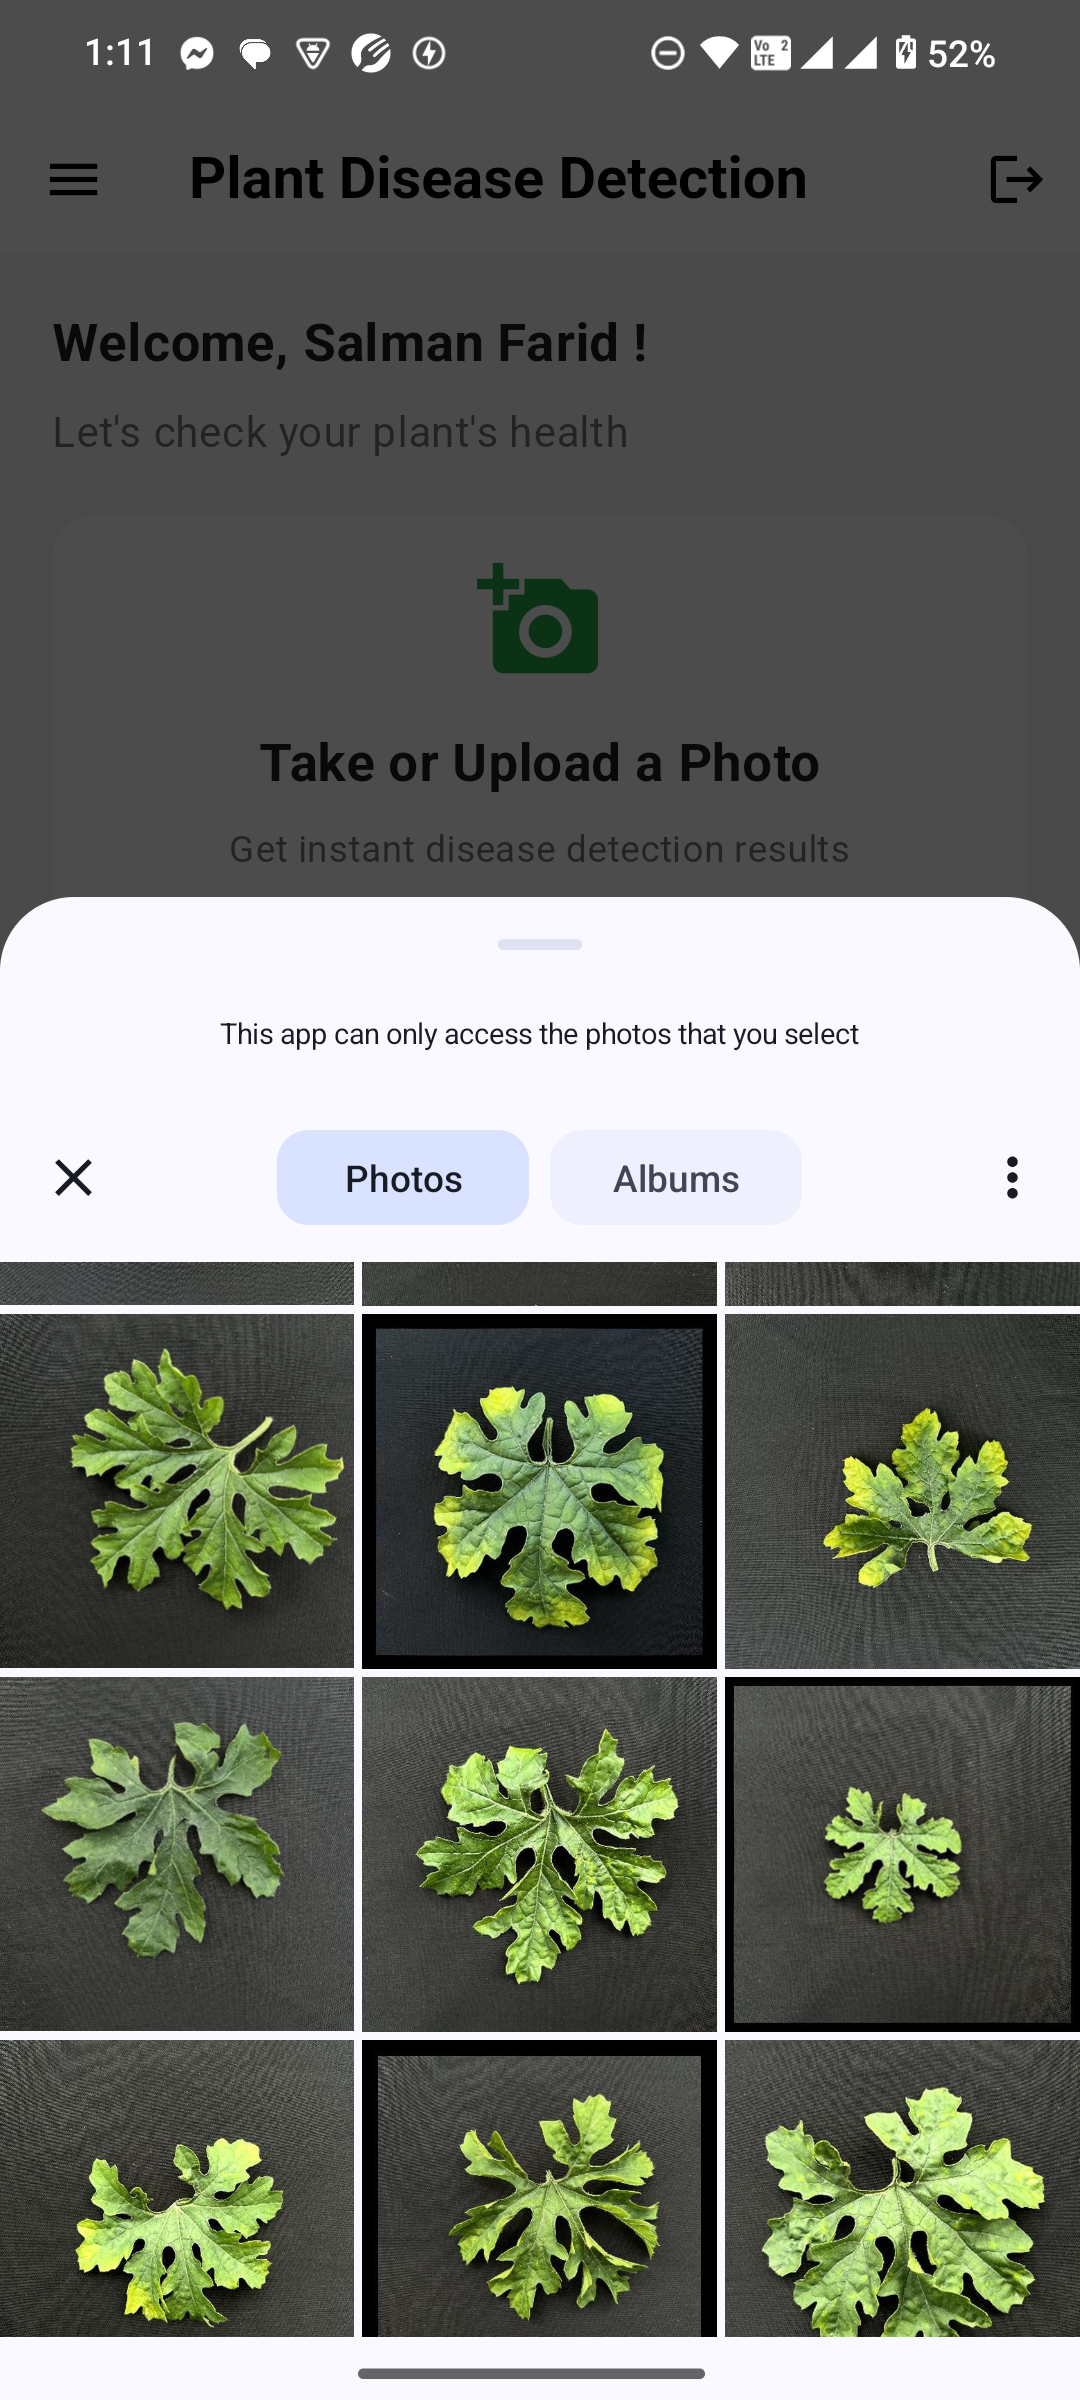 1:11
Vo 2
LTE
52%
Plant Disease Detection
Welcome, Salman Farid !
Let's check your plant's health
Take or Upload a Photo
Get instant disease detection results
This app can only access the photos that you select
Photos
Albums